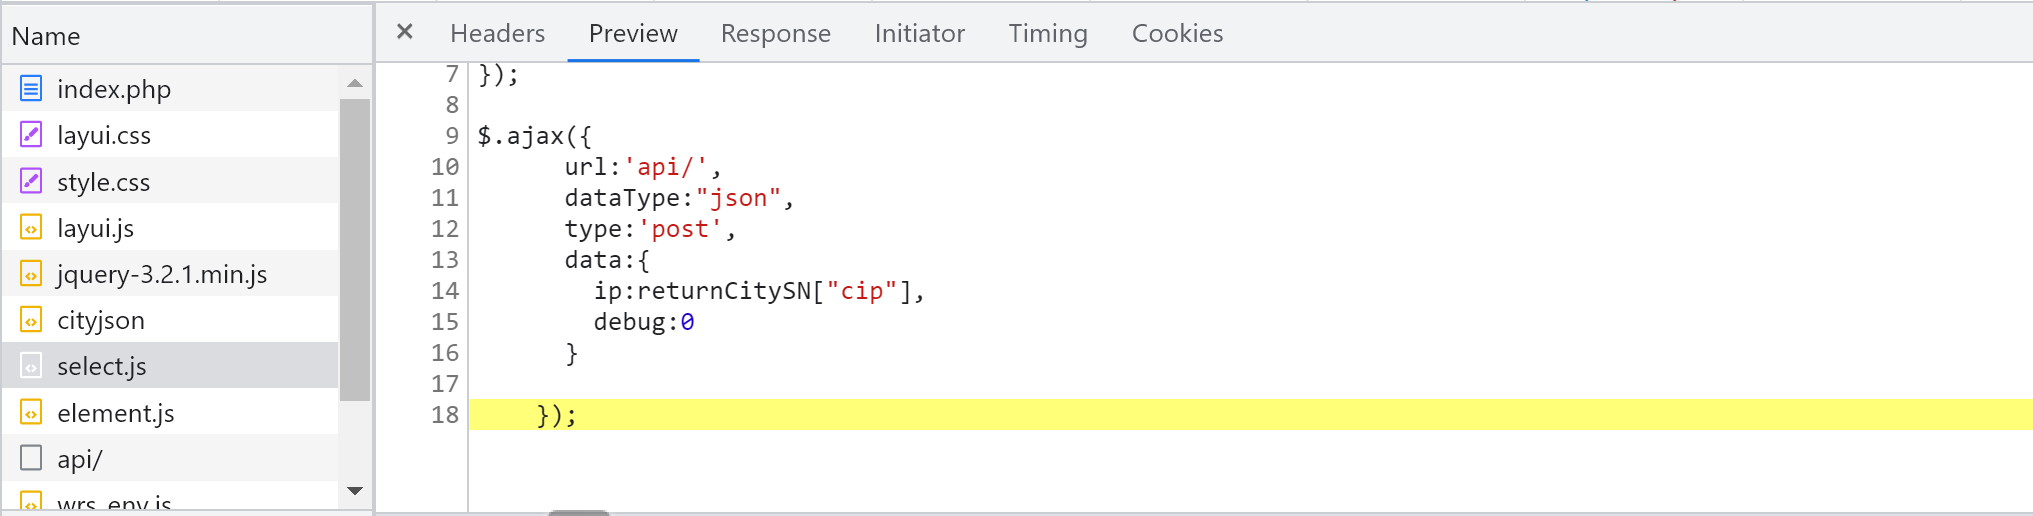 Name
index.php
layui.css
style.css
layui.js
jquery-3.2.1.min.js
cityjson
select.js
element.js
api/
wrs_env.js
× Headers Preview Response Initiator Timing Cookies
7 });
8
9 $.ajax({
10 url:'api/',
11 dataType:"json",
12 type:'post',
13 data:{
14 ip:returnCitySN["cip"],
15 debug:0
16 }
17
18 });